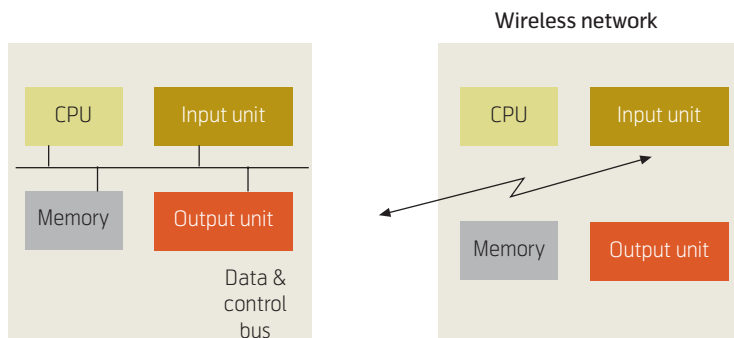 Wireless network
CPU
Input unit
Memory
Output unit
Data &
control
bus
CPU
Input unit
Memory
Output unit